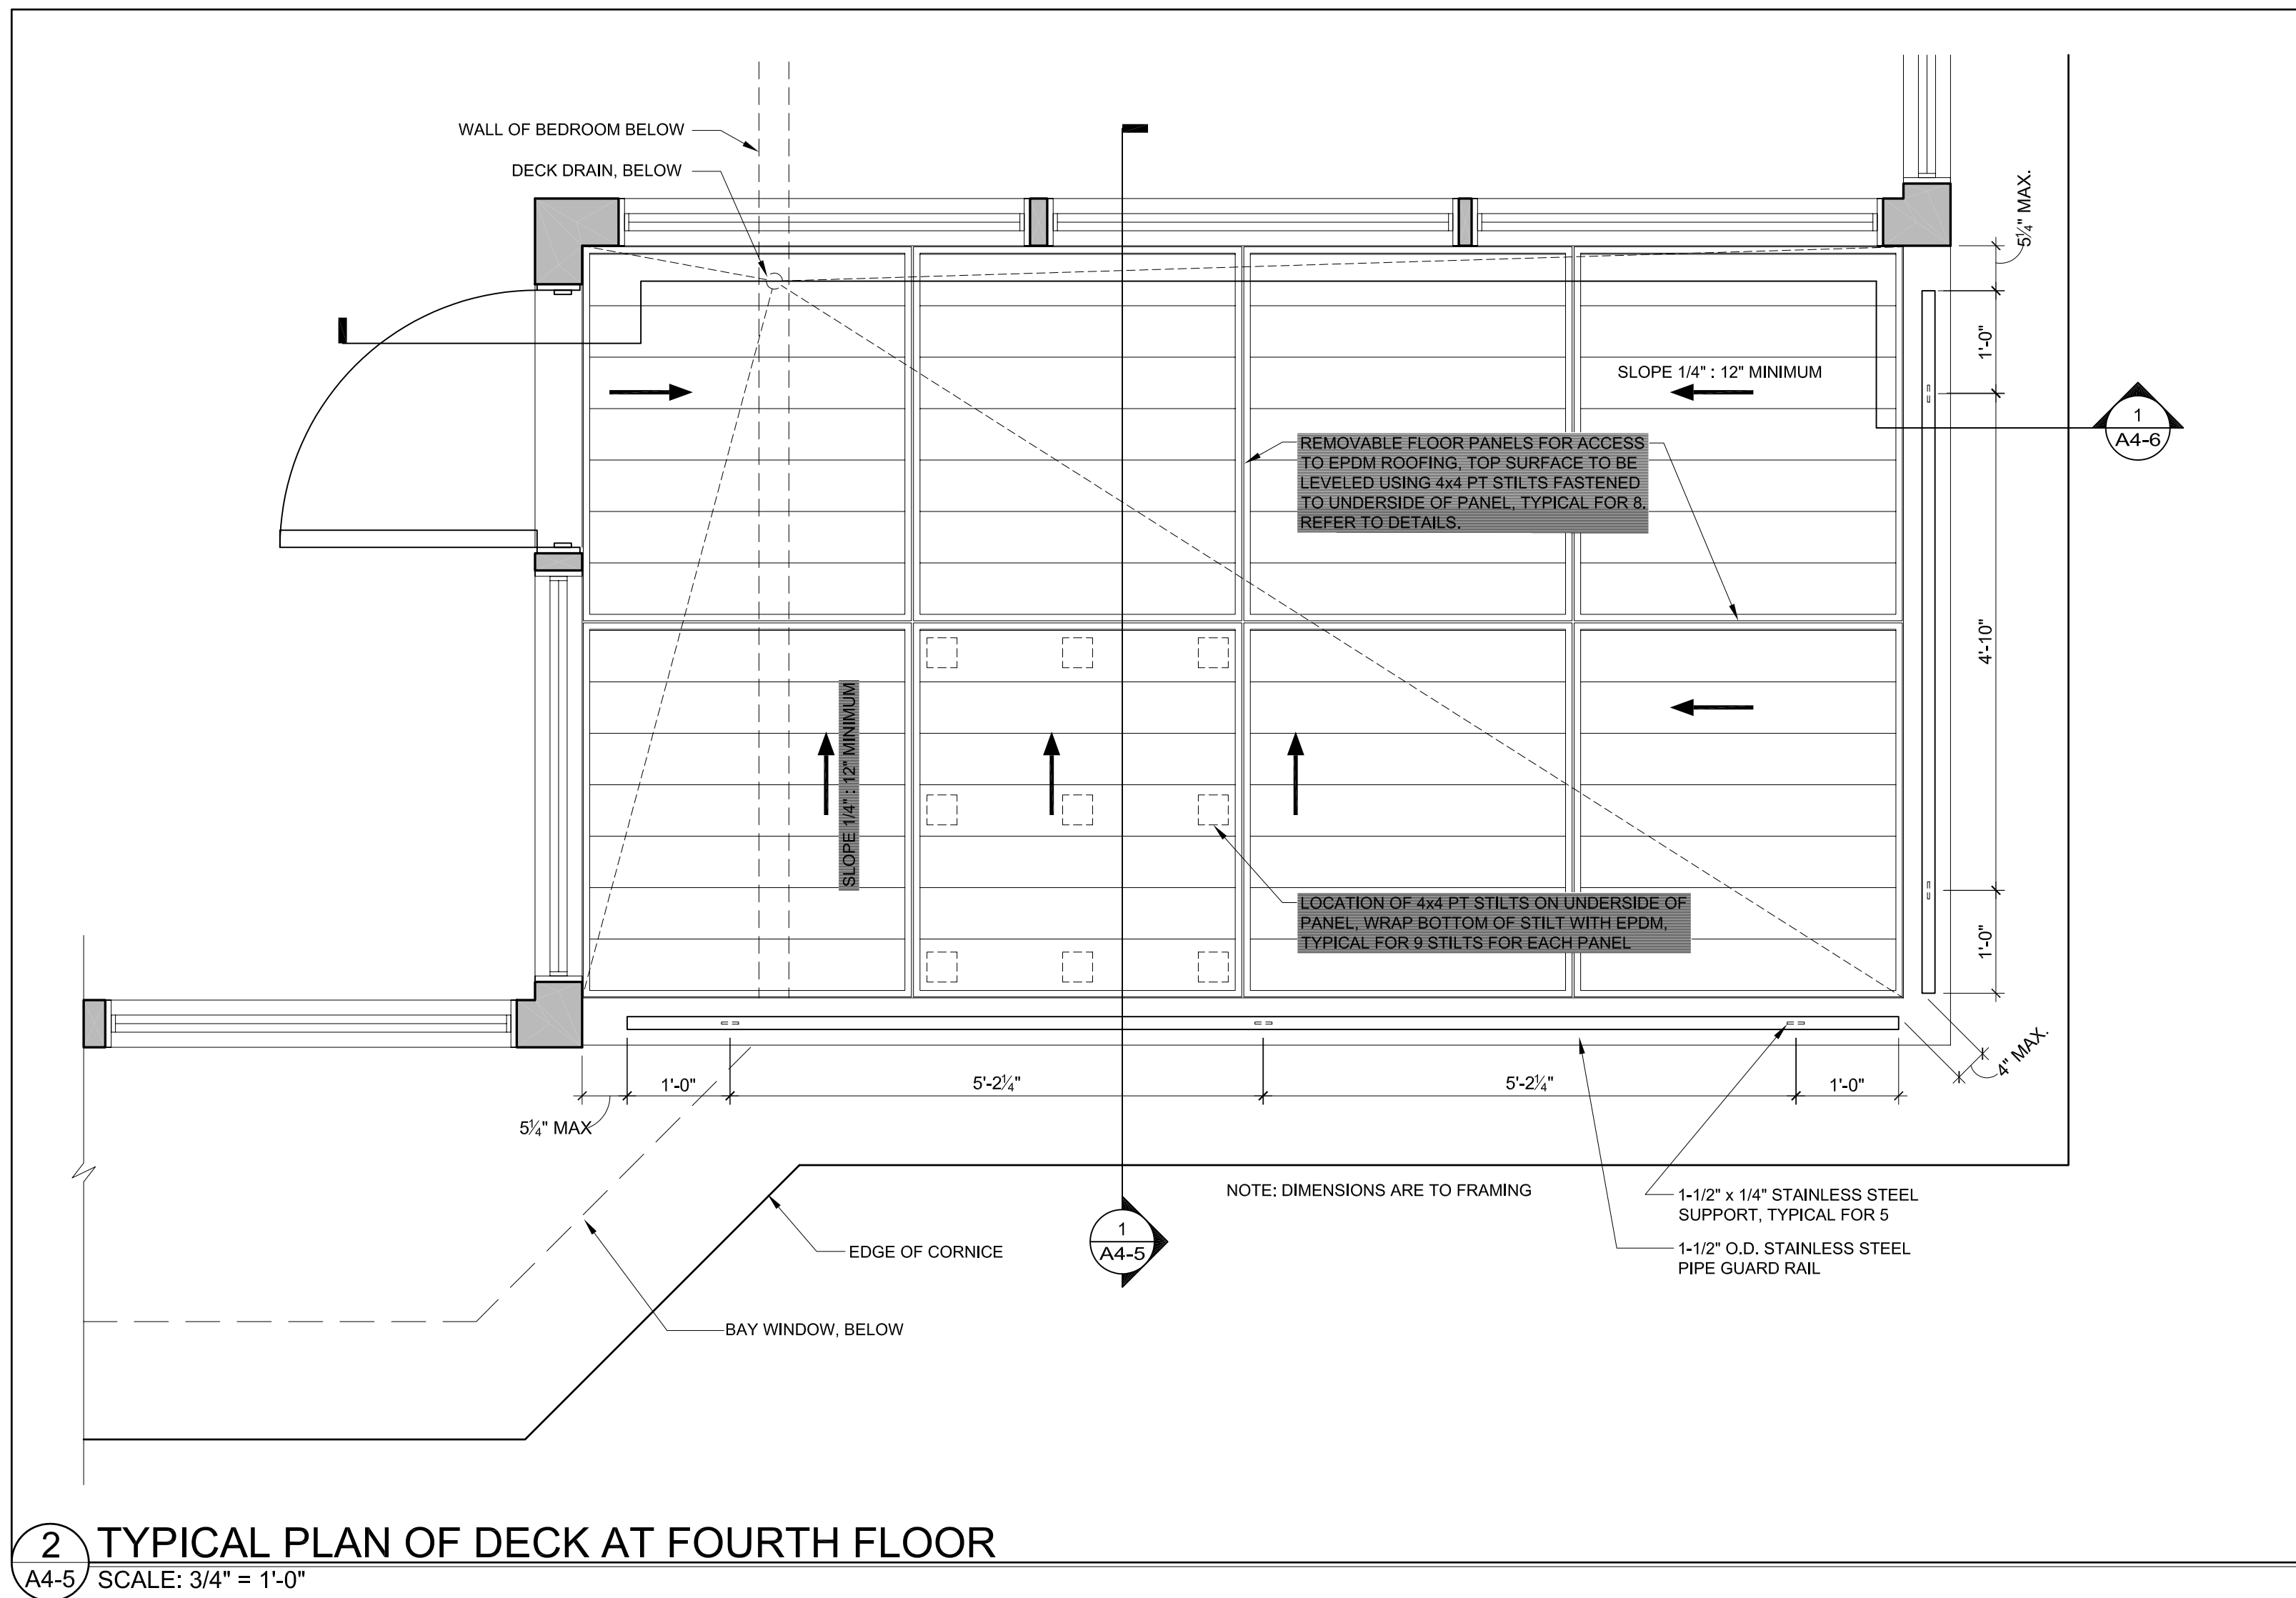 WALL OF BEDROOM BELOW
DECK DRAIN, BELOW
5¼" MAX.
1'-0"
SLOPE 1/4" : 12" MINIMUM
1
A4-6
REMOVABLE FLOOR PANELS FOR ACCESS
TO EPDM ROOFING, TOP SURFACE TO BE
LEVELED USING 4x4 PT STILTS FASTENED
TO UNDERSIDE OF PANEL, TYPICAL FOR 8.
REFER TO DETAILS.
4'-10"
SLOPE 1/4" : 12" MINIMUM
LOCATION OF 4x4 PT STILTS ON UNDERSIDE OF
PANEL, WRAP BOTTOM OF STILT WITH EPDM,
TYPICAL FOR 9 STILTS FOR EACH PANEL
1'-0"
4" MAX.
1'-0"
5'-2¼"
5'-2¼"
1'-0"
5¼" MAX
NOTE: DIMENSIONS ARE TO FRAMING
1-1/2" x 1/4" STAINLESS STEEL
SUPPORT, TYPICAL FOR 5
1
A4-5
EDGE OF CORNICE
1-1/2" O.D. STAINLESS STEEL
PIPE GUARD RAIL
BAY WINDOW, BELOW
2
A4-5
TYPICAL PLAN OF DECK AT FOURTH FLOOR
SCALE: 3/4" = 1'-0"